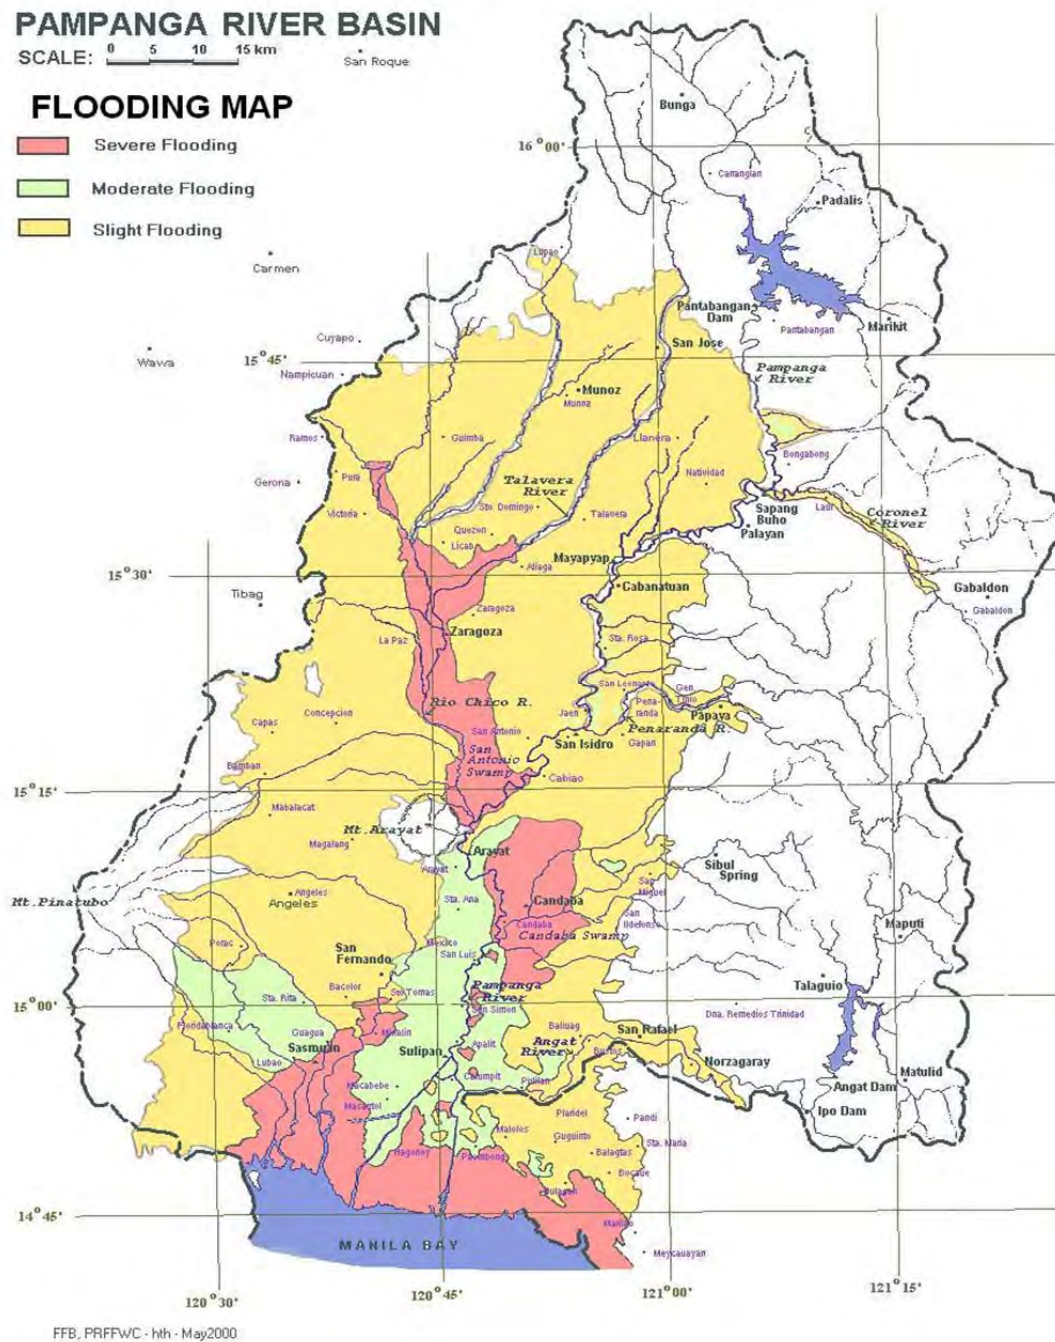 PAMPANGA RIVER BASIN
SCALE: 0 5 10 15 km
San Roque
FLOODING MAP
Severe Flooding
Moderate Flooding
Slight Flooding
Bunga
16°00'
Carranglan
Padalis
Lupao
Carmen
Pantabangan
Dam
Pantabangan
Marikit
Cuyapo
San Jose
Wawa
15°45'
Nampicuan
Pampanga
River
Munoz
Munoz
Ramos
Guimba
Llanera
Bongabong
Gerona
Pura
Talavera
River
Natividad
Victoria
Sto. Domingo
Talavera
Sapang
Buho
Laur
Coronel
River
Quezon
Licab
Palayan
Aliaga
Mayapyap
15°30'
Cabanatuan
Gabaldon
Gabaldon
Tibag
Zaragoza
Zaragoza
La Paz
Sta. Rosa
San Leonardo
Gen.
Tinio
Pena-
randa
Papaya
Rio Chico R.
Concepcion
Capas
Jaen
Penaranda R.
San Antonio
San Isidro
Gapan
San
Antonio
Swamp
Bamban
Cabiao
15°15'
Mabalacat
Mt.Arayat
Magalang
Arayat
Arayat
Sibul
Spring
San
Miguel
Mt.Pinatubo
Angeles
Angeles
Sta. Ana
Candaba
Candaba
San
Ildefonso
Candaba Swamp
Maputi
Porac
San
Fernando
Mexico
San Luis
Talaguio
Bacolor
Sto.Tomas
Pampanga
River
15°00'
Sta. Rita
San Simon
Dna. Remedios Trinidad
Floridablanca
Guagua
Minalin
Baliuag
San Rafael
Sasmuan
Sulipan
Apalit
Angat
River
Bustos
Lubao
Norzagaray
Calumpit
Pulilan
Macabebe
Matulid
Angat Dam
Masantol
Ipo Dam
Plaridel
Pandi
Malolos
Guiguinto
Sta. Maria
Hagonoy
Paombong
Balagtas
Bocaue
Bulacan
14°45'
Marilao
MANILA BAY
Meycauayan
120°30'
120°45'
121°00'
121°15'
FFB, PRFFWC - hth - May2000